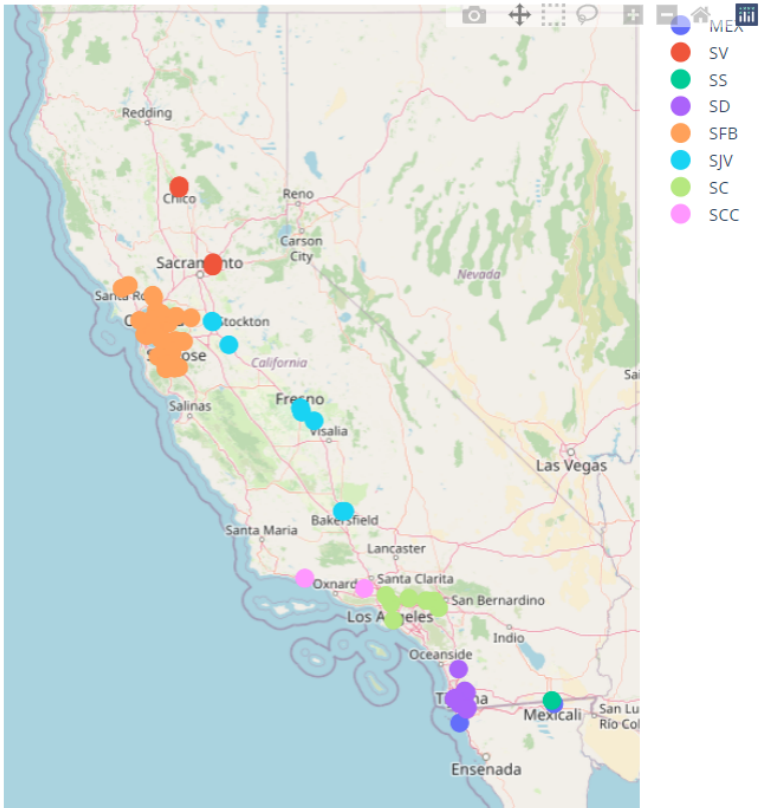 MEX
SV
SS
SD
SFB
SJV
SC
SCC
Redding
Chico
Reno
Carson
City
Sacramento
Nevada
Santa Ro
Stockton
California
Salinas
Fresno
Visalia
Las Vegas
Bakersfield
Santa Maria
Lancaster
Santa Clarita
Oxnard
San Bernardino
Los Angeles
Indio
Oceanside
Mexicali
San Lu
Río Col
Ensenada
Sai